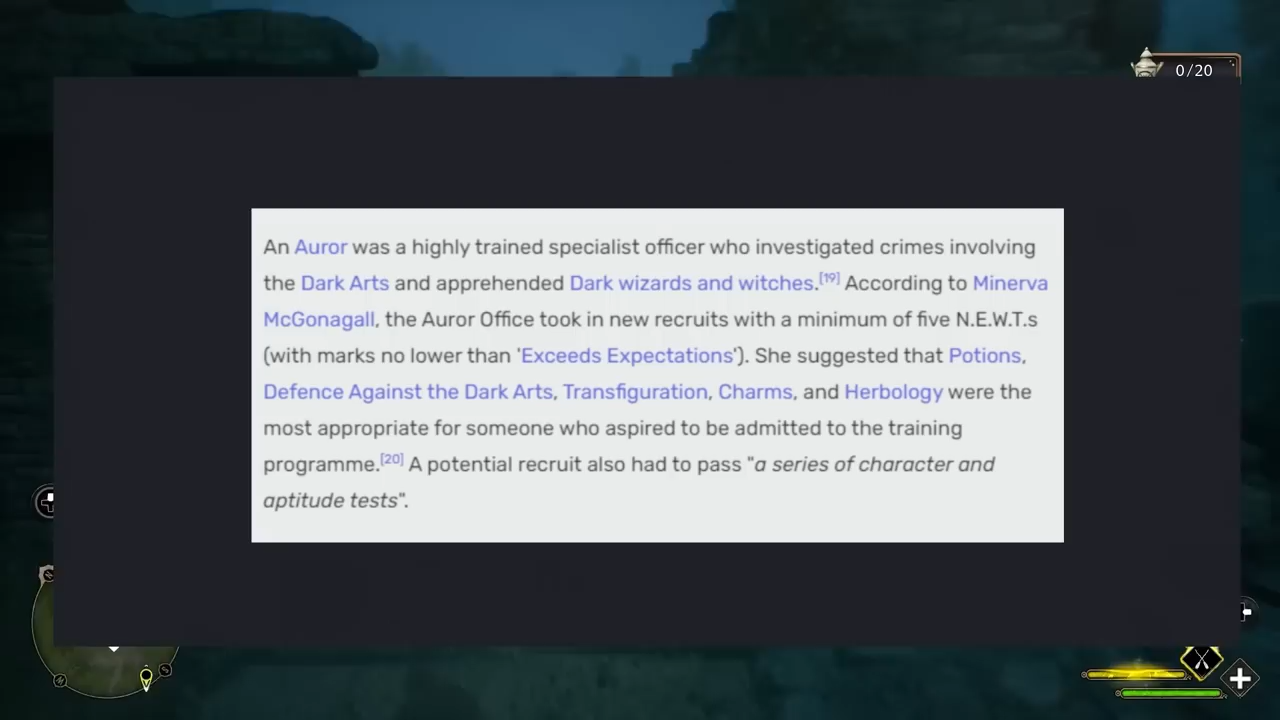 0/20
An Auror was a highly trained specialist officer who investigated crimes involving
the Dark Arts and apprehended Dark wizards and witches.[19] According to Minerva
McGonagall, the Auror Office took in new recruits with a minimum of five N.E.W.T.s
(with marks no lower than 'Exceeds Expectations'). She suggested that Potions,
Defence Against the Dark Arts, Transfiguration, Charms, and Herbology were the
most appropriate for someone who aspired to be admitted to the training
programme.[20] A potential recruit also had to pass "a series of character and
aptitude tests".